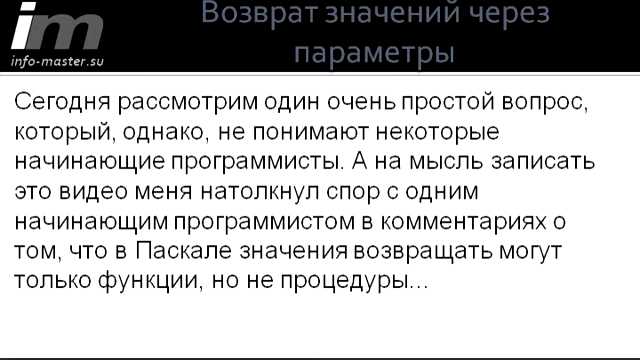 im
info-master.su
Возврат значений через
параметры
Сегодня рассмотрим один очень простой вопрос,
который, однако, не понимают некоторые
начинающие программисты. А на мысль записать
это видео меня натолкнул спор с одним
начинающим программистом в комментариях о
том, что в Паскале значения возвращать могут
только функции, но не процедуры...